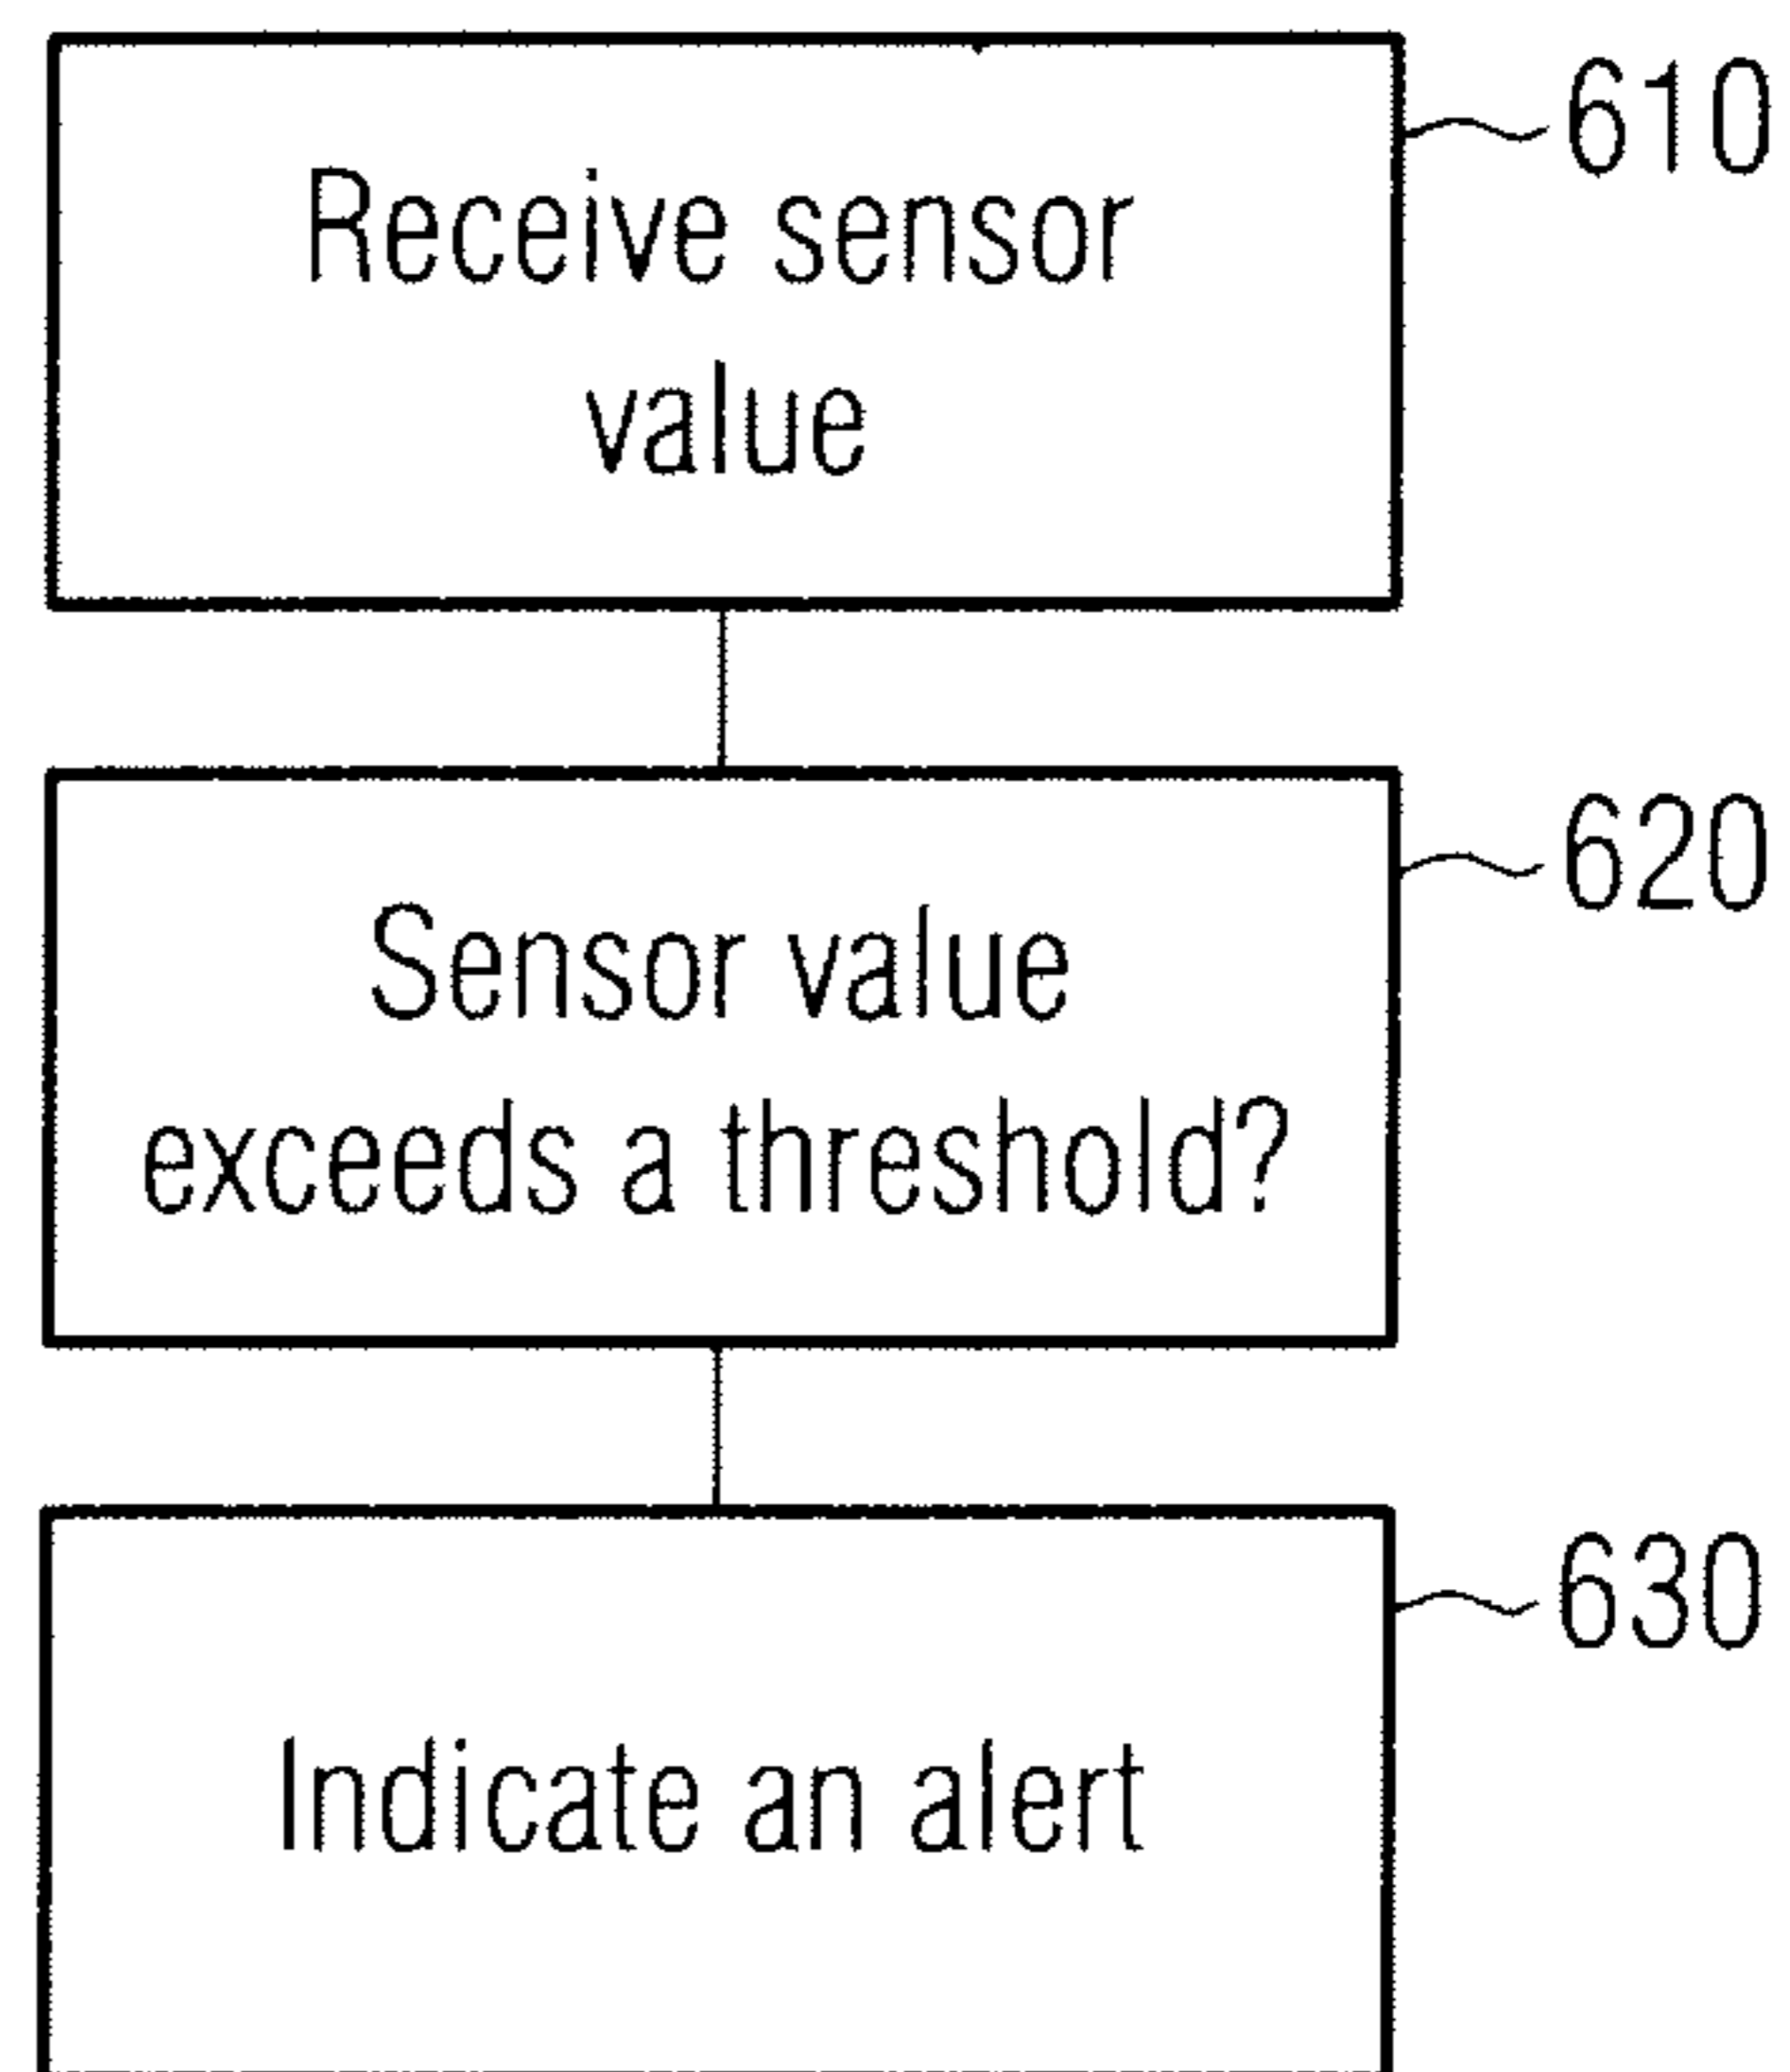 610
Receive sensor
value
620
Sensor value
exceeds a threshold?
630
Indicate an alert